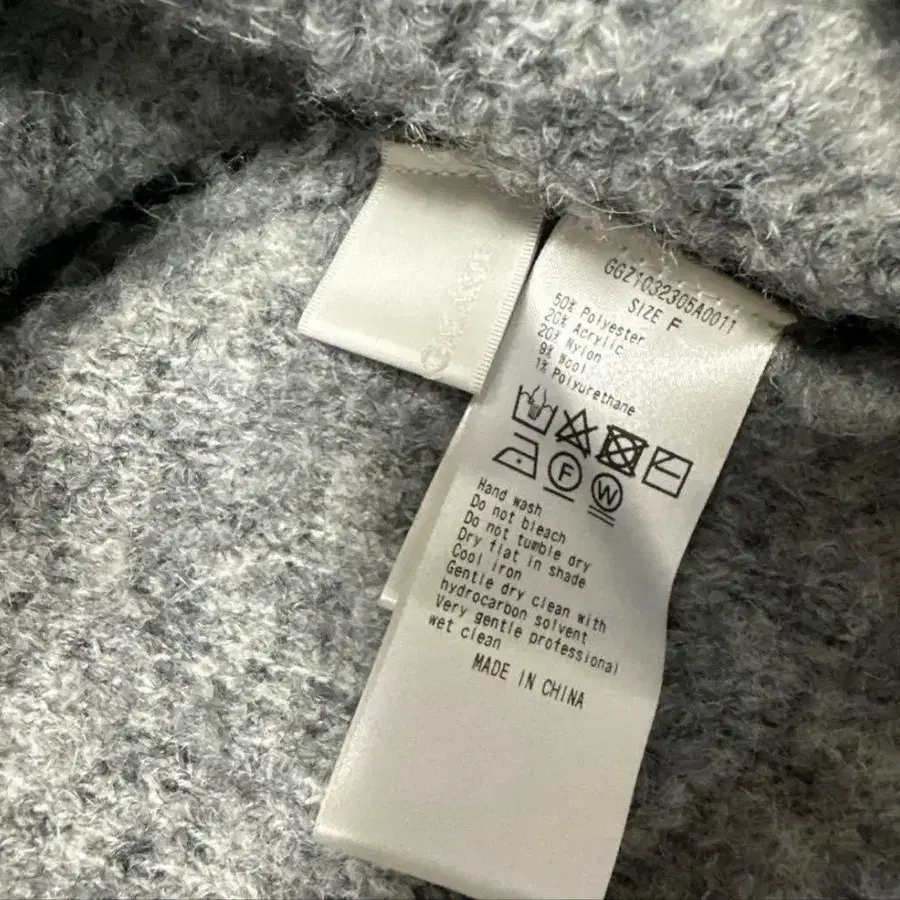 GGZ1032305A0011
SIZE F
50% Polyester
20% Acrylic
20% Nylon
9% Wool
1% Polyurethane
F
W
Hand wash
Do not bleach
Do not tumble dry
Dry flat in shade
Cool iron
Gentle dry clean with
hydrocarbon solvent
Very gentle professional
wet clean
MADE IN CHINA